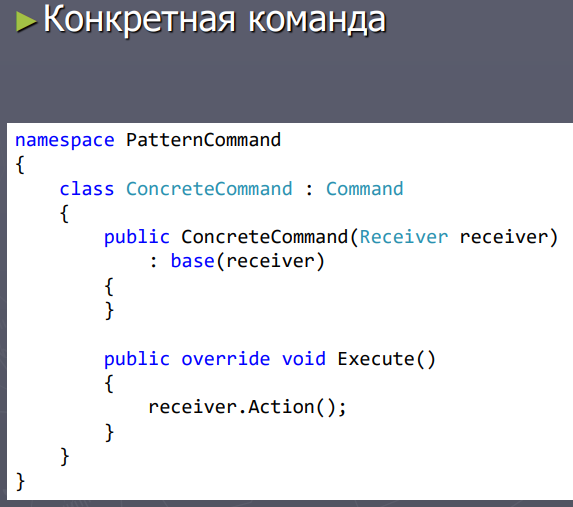 ►Конкретная команда
namespace PatternCommand
{
    class ConcreteCommand : Command
    {
        public ConcreteCommand(Receiver receiver)
            : base(receiver)
        {
        }

        public override void Execute()
        {
            receiver.Action();
        }
    }
}